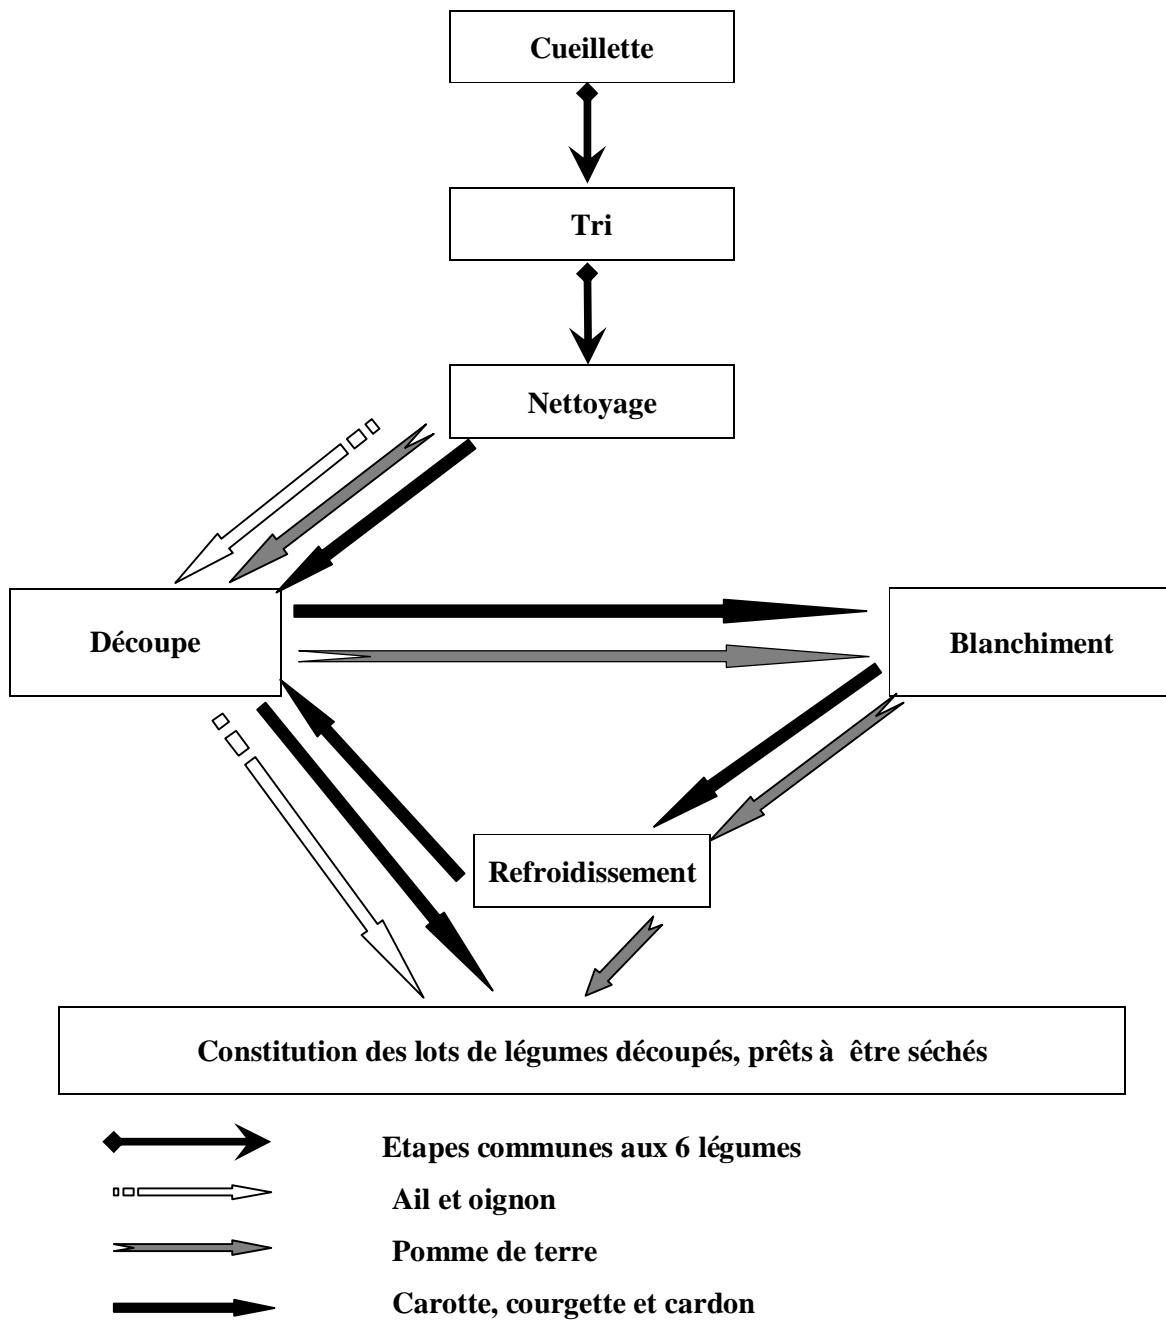 Cueillette
Tri
Nettoyage
Découpe
Blanchiment
Refroidissement
Constitution des lots de légumes découpés, prêts à être séchés
Etapes communes aux 6 légumes
Ail et oignon
Pomme de terre
Carotte, courgette et cardon